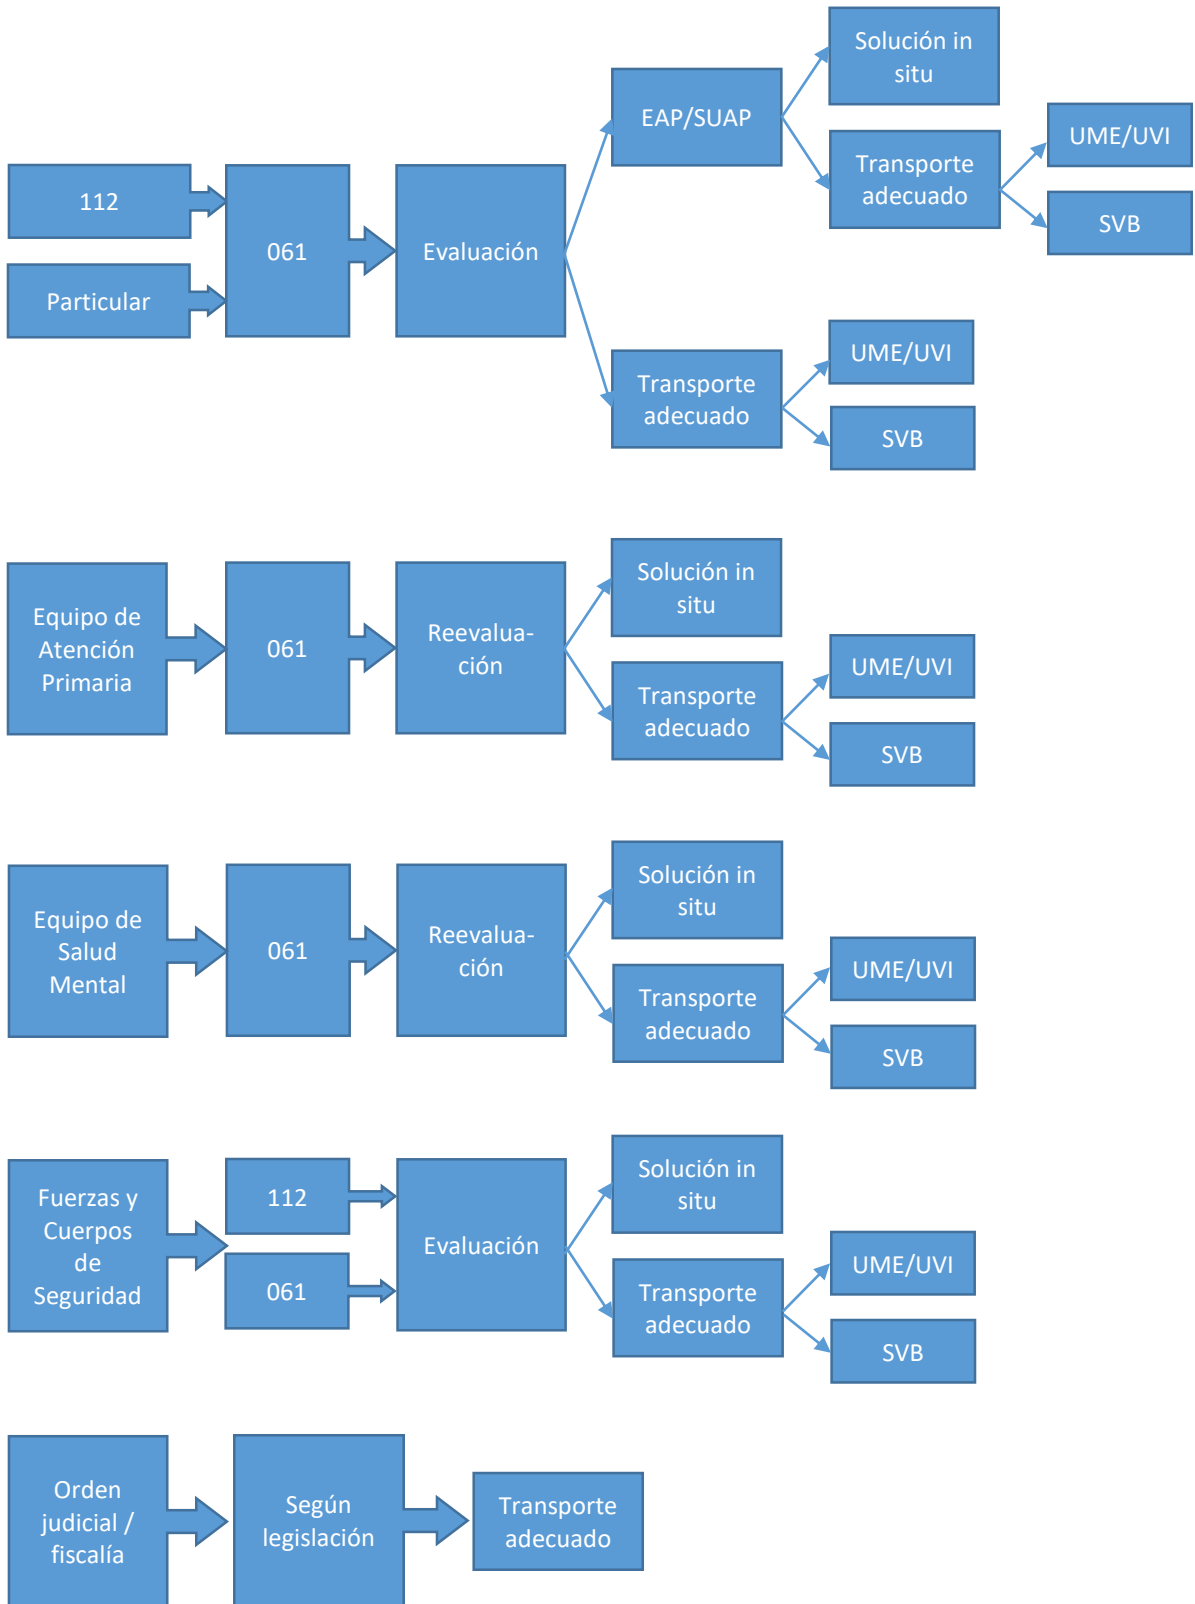 112
Particular
061
Evaluación
EAP/SUAP
Solución in
situ
Transporte
adecuado
UME/UVI
SVB
Transporte
adecuado
UME/UVI
SVB
Equipo de
Atención
Primaria
061
Reevalua-
ción
Solución in
situ
Transporte
adecuado
UME/UVI
SVB
Equipo de
Salud
Mental
061
Reevalua-
ción
Solución in
situ
Transporte
adecuado
UME/UVI
SVB
Fuerzas y
Cuerpos
de
Seguridad
112
061
Evaluación
Solución in
situ
Transporte
adecuado
UME/UVI
SVB
Orden
judicial /
fiscalía
Según
legislación
Transporte
adecuado